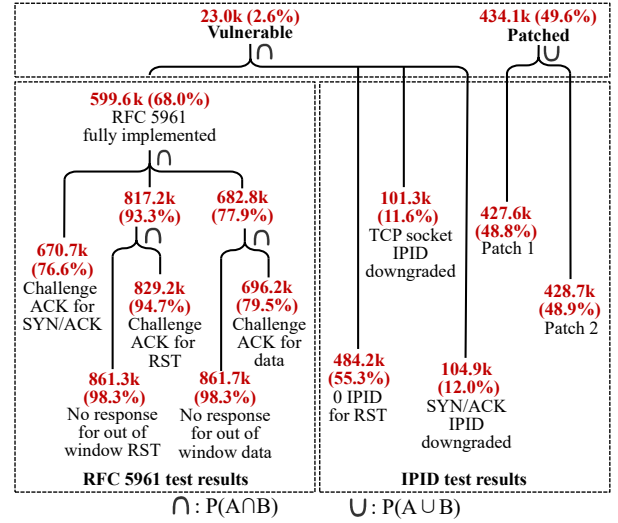 23.0k (2.6%)
Vulnerable
∩
434.1k (49.6%)
Patched
∪
599.6k (68.0%)
RFC 5961
fully implemented
∩
817.2k
(93.3%)
∩
682.8k
(77.9%)
∩
670.7k
(76.6%)
Challenge
ACK for
SYN/ACK
829.2k
(94.7%)
Challenge
ACK for
RST
696.2k
(79.5%)
Challenge
ACK for
data
861.3k
(98.3%)
No response
for out of
window RST
861.7k
(98.3%)
No response
for out of
window data
RFC 5961 test results
101.3k
(11.6%)
TCP socket
IPID
downgraded
427.6k
(48.8%)
Patch 1
428.7k
(48.9%)
Patch 2
484.2k
(55.3%)
0 IPID
for RST
104.9k
(12.0%)
SYN/ACK
IPID
downgraded
IPID test results
∩ : P(A∩B)
∪ : P(A∪B)